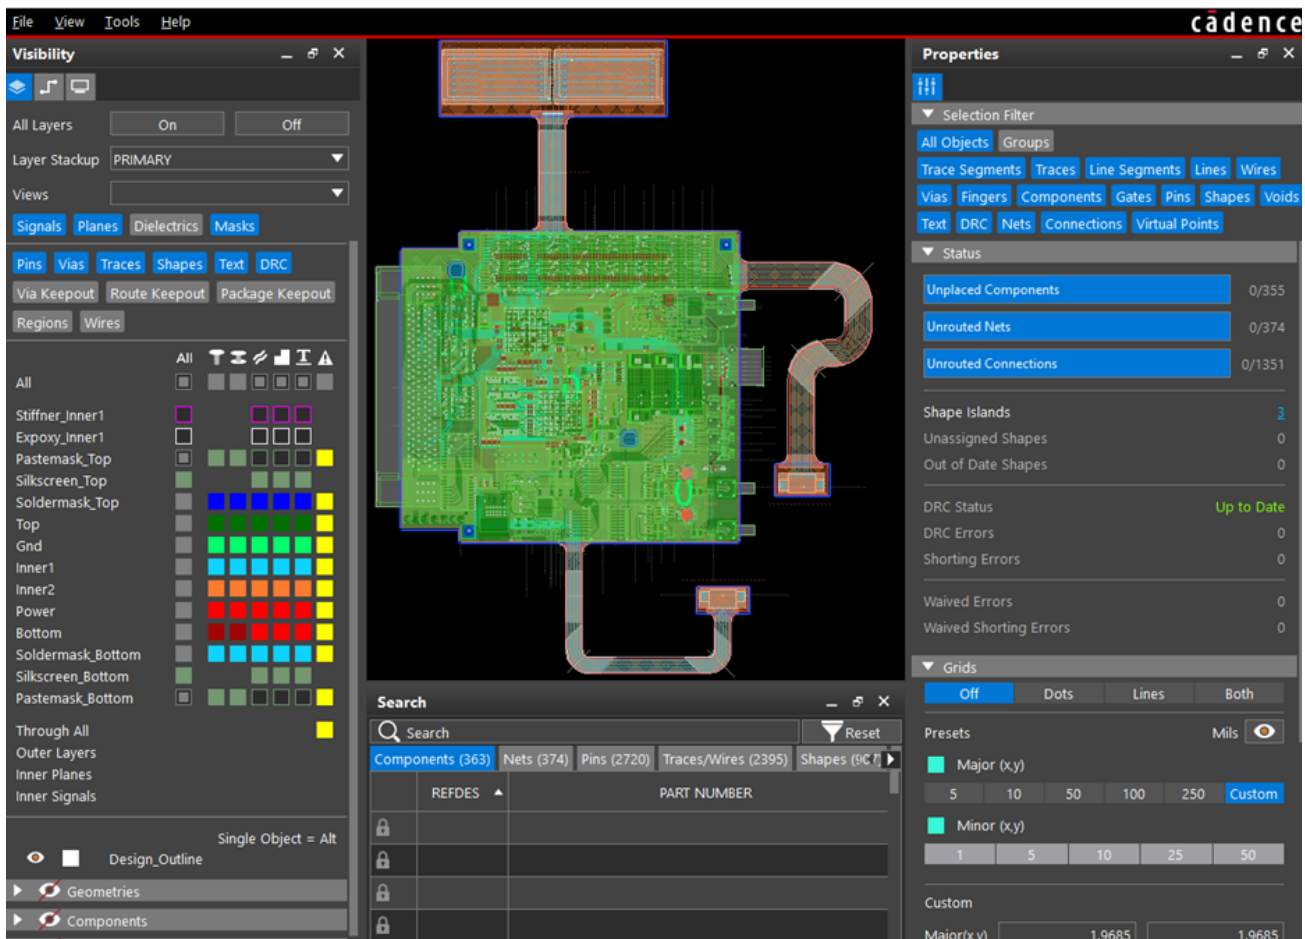 File View Tools Help
cādence
Visibility
All Layers On Off
Layer Stackup PRIMARY
Views
Signals Planes Dielectrics Masks
Pins Vias Traces Shapes Text DRC
Via Keepout Route Keepout Package Keepout
Regions Wires
All
All
Stiffner_Inner1
Expoxy_Inner1
Pastemask_Top
Silkscreen_Top
Soldermask_Top
Top
Gnd
Inner1
Inner2
Power
Bottom
Soldermask_Bottom
Silkscreen_Bottom
Pastemask_Bottom
Through All
Outer Layers
Inner Planes
Inner Signals
Single Object = Alt
Design_Outline
Geometries
Components
Search
Search Reset
Components (363) Nets (374) Pins (2720) Traces/Wires (2395) Shapes (907)
REFDES PART NUMBER
Properties
Selection Filter
All Objects Groups
Trace Segments Traces Line Segments Lines Wires
Vias Fingers Components Gates Pins Shapes Voids
Text DRC Nets Connections Virtual Points
Status
Unplaced Components 0/355
Unrouted Nets 0/374
Unrouted Connections 0/1351
Shape Islands 3
Unassigned Shapes 0
Out of Date Shapes 0
DRC Status Up to Date
DRC Errors 0
Shorting Errors 0
Waived Errors 0
Waived Shorting Errors 0
Grids
Off Dots Lines Both
Presets Mils
Major (x,y)
5 10 50 100 250 Custom
Minor (x,y)
1 5 10 25 50
Custom
Major(x,y) 1.9685 1.9685